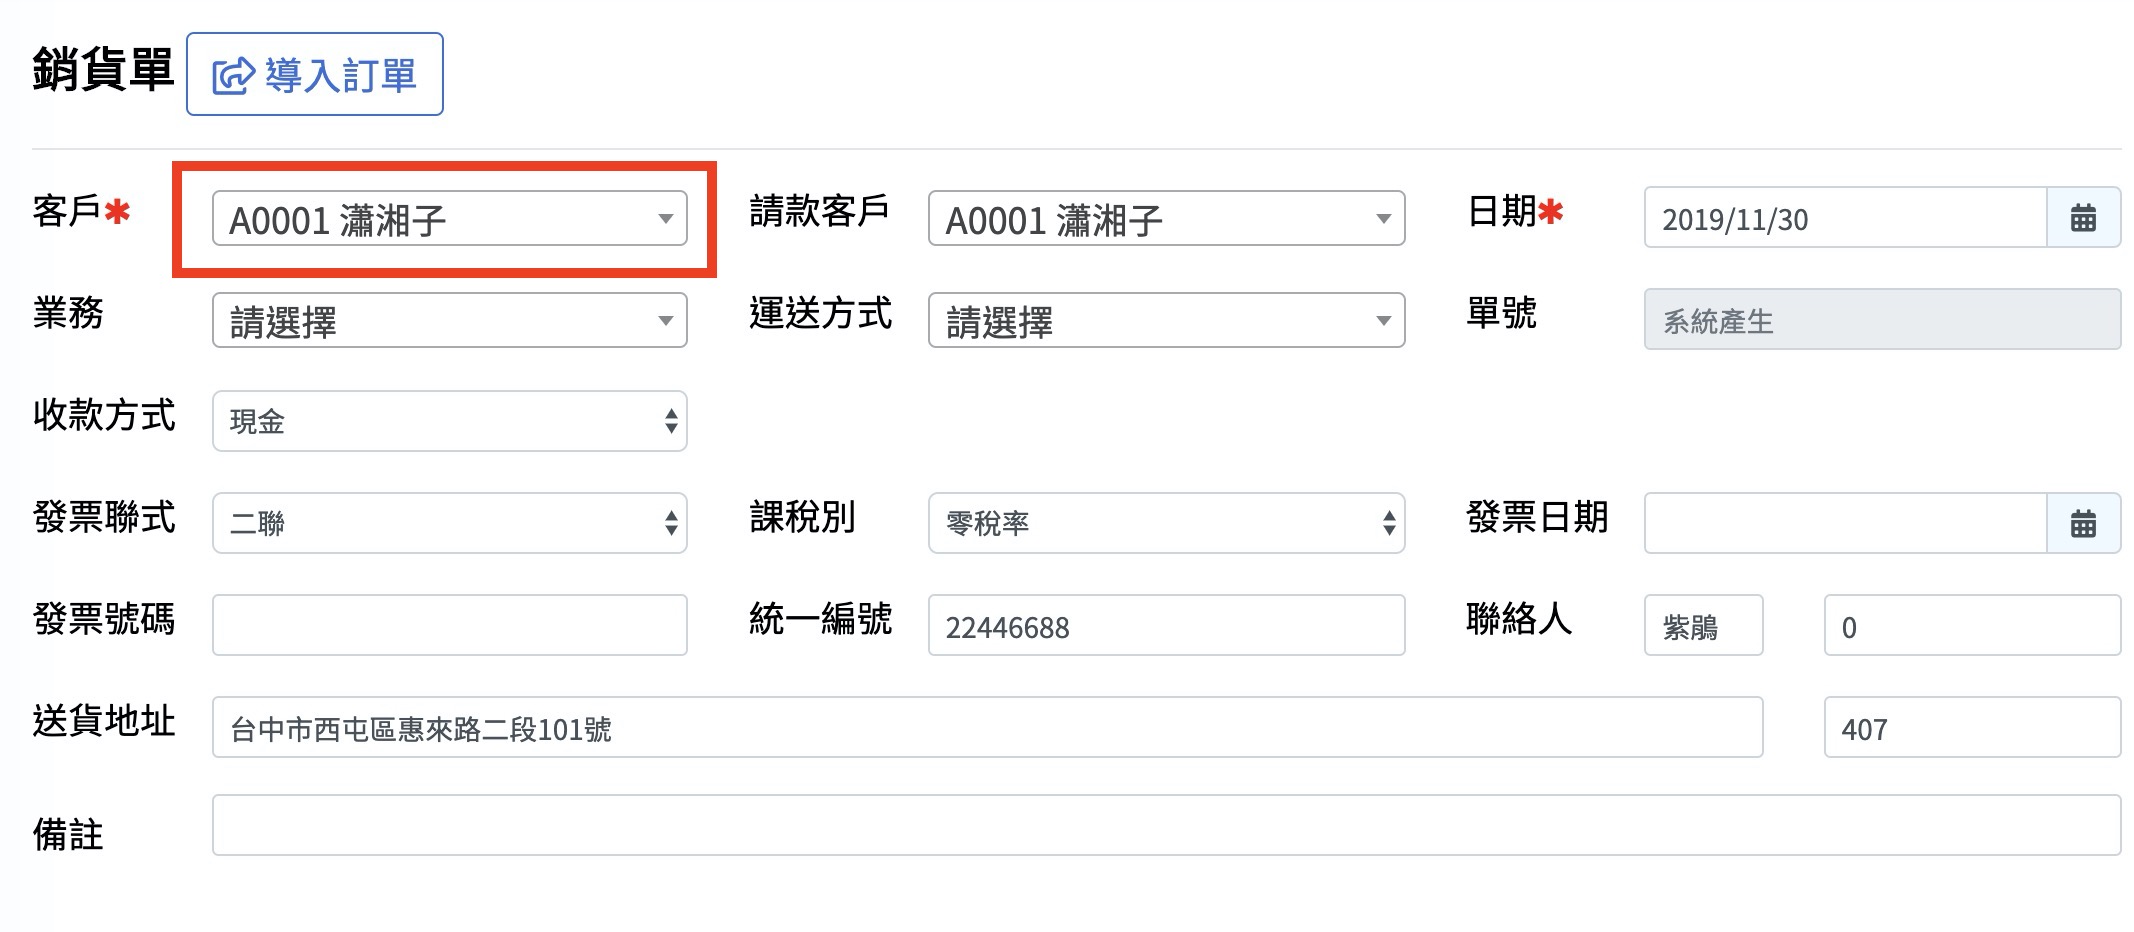 銷貨單 導入訂單
客戶* A0001 瀟湘子 請款客戶 A0001 瀟湘子 日期* 2019/11/30
業務 請選擇 運送方式 請選擇 單號 系統產生
收款方式 現金
發票聯式 二聯 課稅別 零稅率 發票日期
發票號碼 統一編號 22446688 聯絡人 紫鵑 0
送貨地址 台中市西屯區惠來路二段101號 407
備註